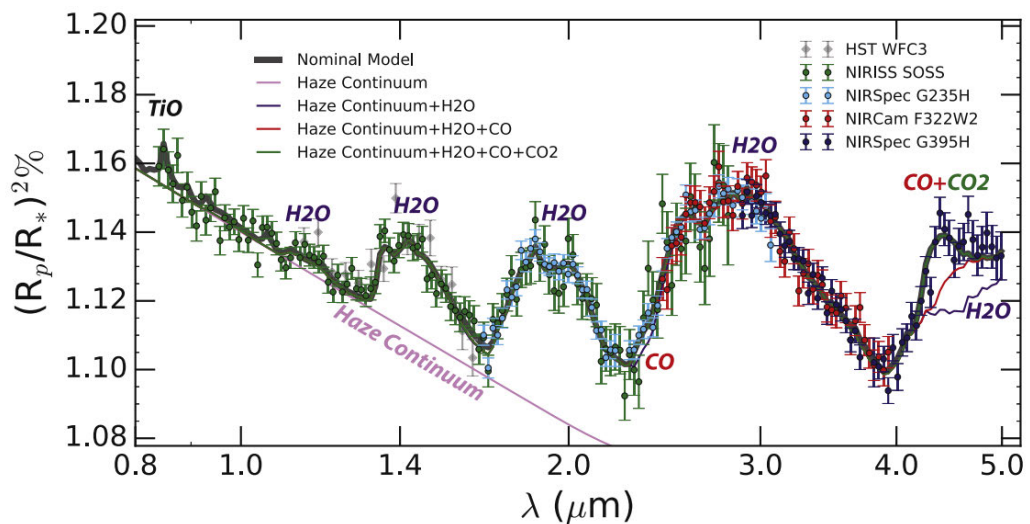 1.20
1.18
1.16
1.14
1.12
1.10
1.08
(Rp/R*)2%
Nominal Model
Haze Continuum
Haze Continuum+H2O
Haze Continuum+H2O+CO
Haze Continuum+H2O+CO+CO2
HST WFC3
NIRISS SOSS
NIRSpec G235H
NIRCam F322W2
NIRSpec G395H
TiO
H2O
H2O
H2O
H2O
CO+CO2
H2O
CO
Haze Continuum
0.8 1.0 1.4 2.0 3.0 4.0 5.0
λ (μm)